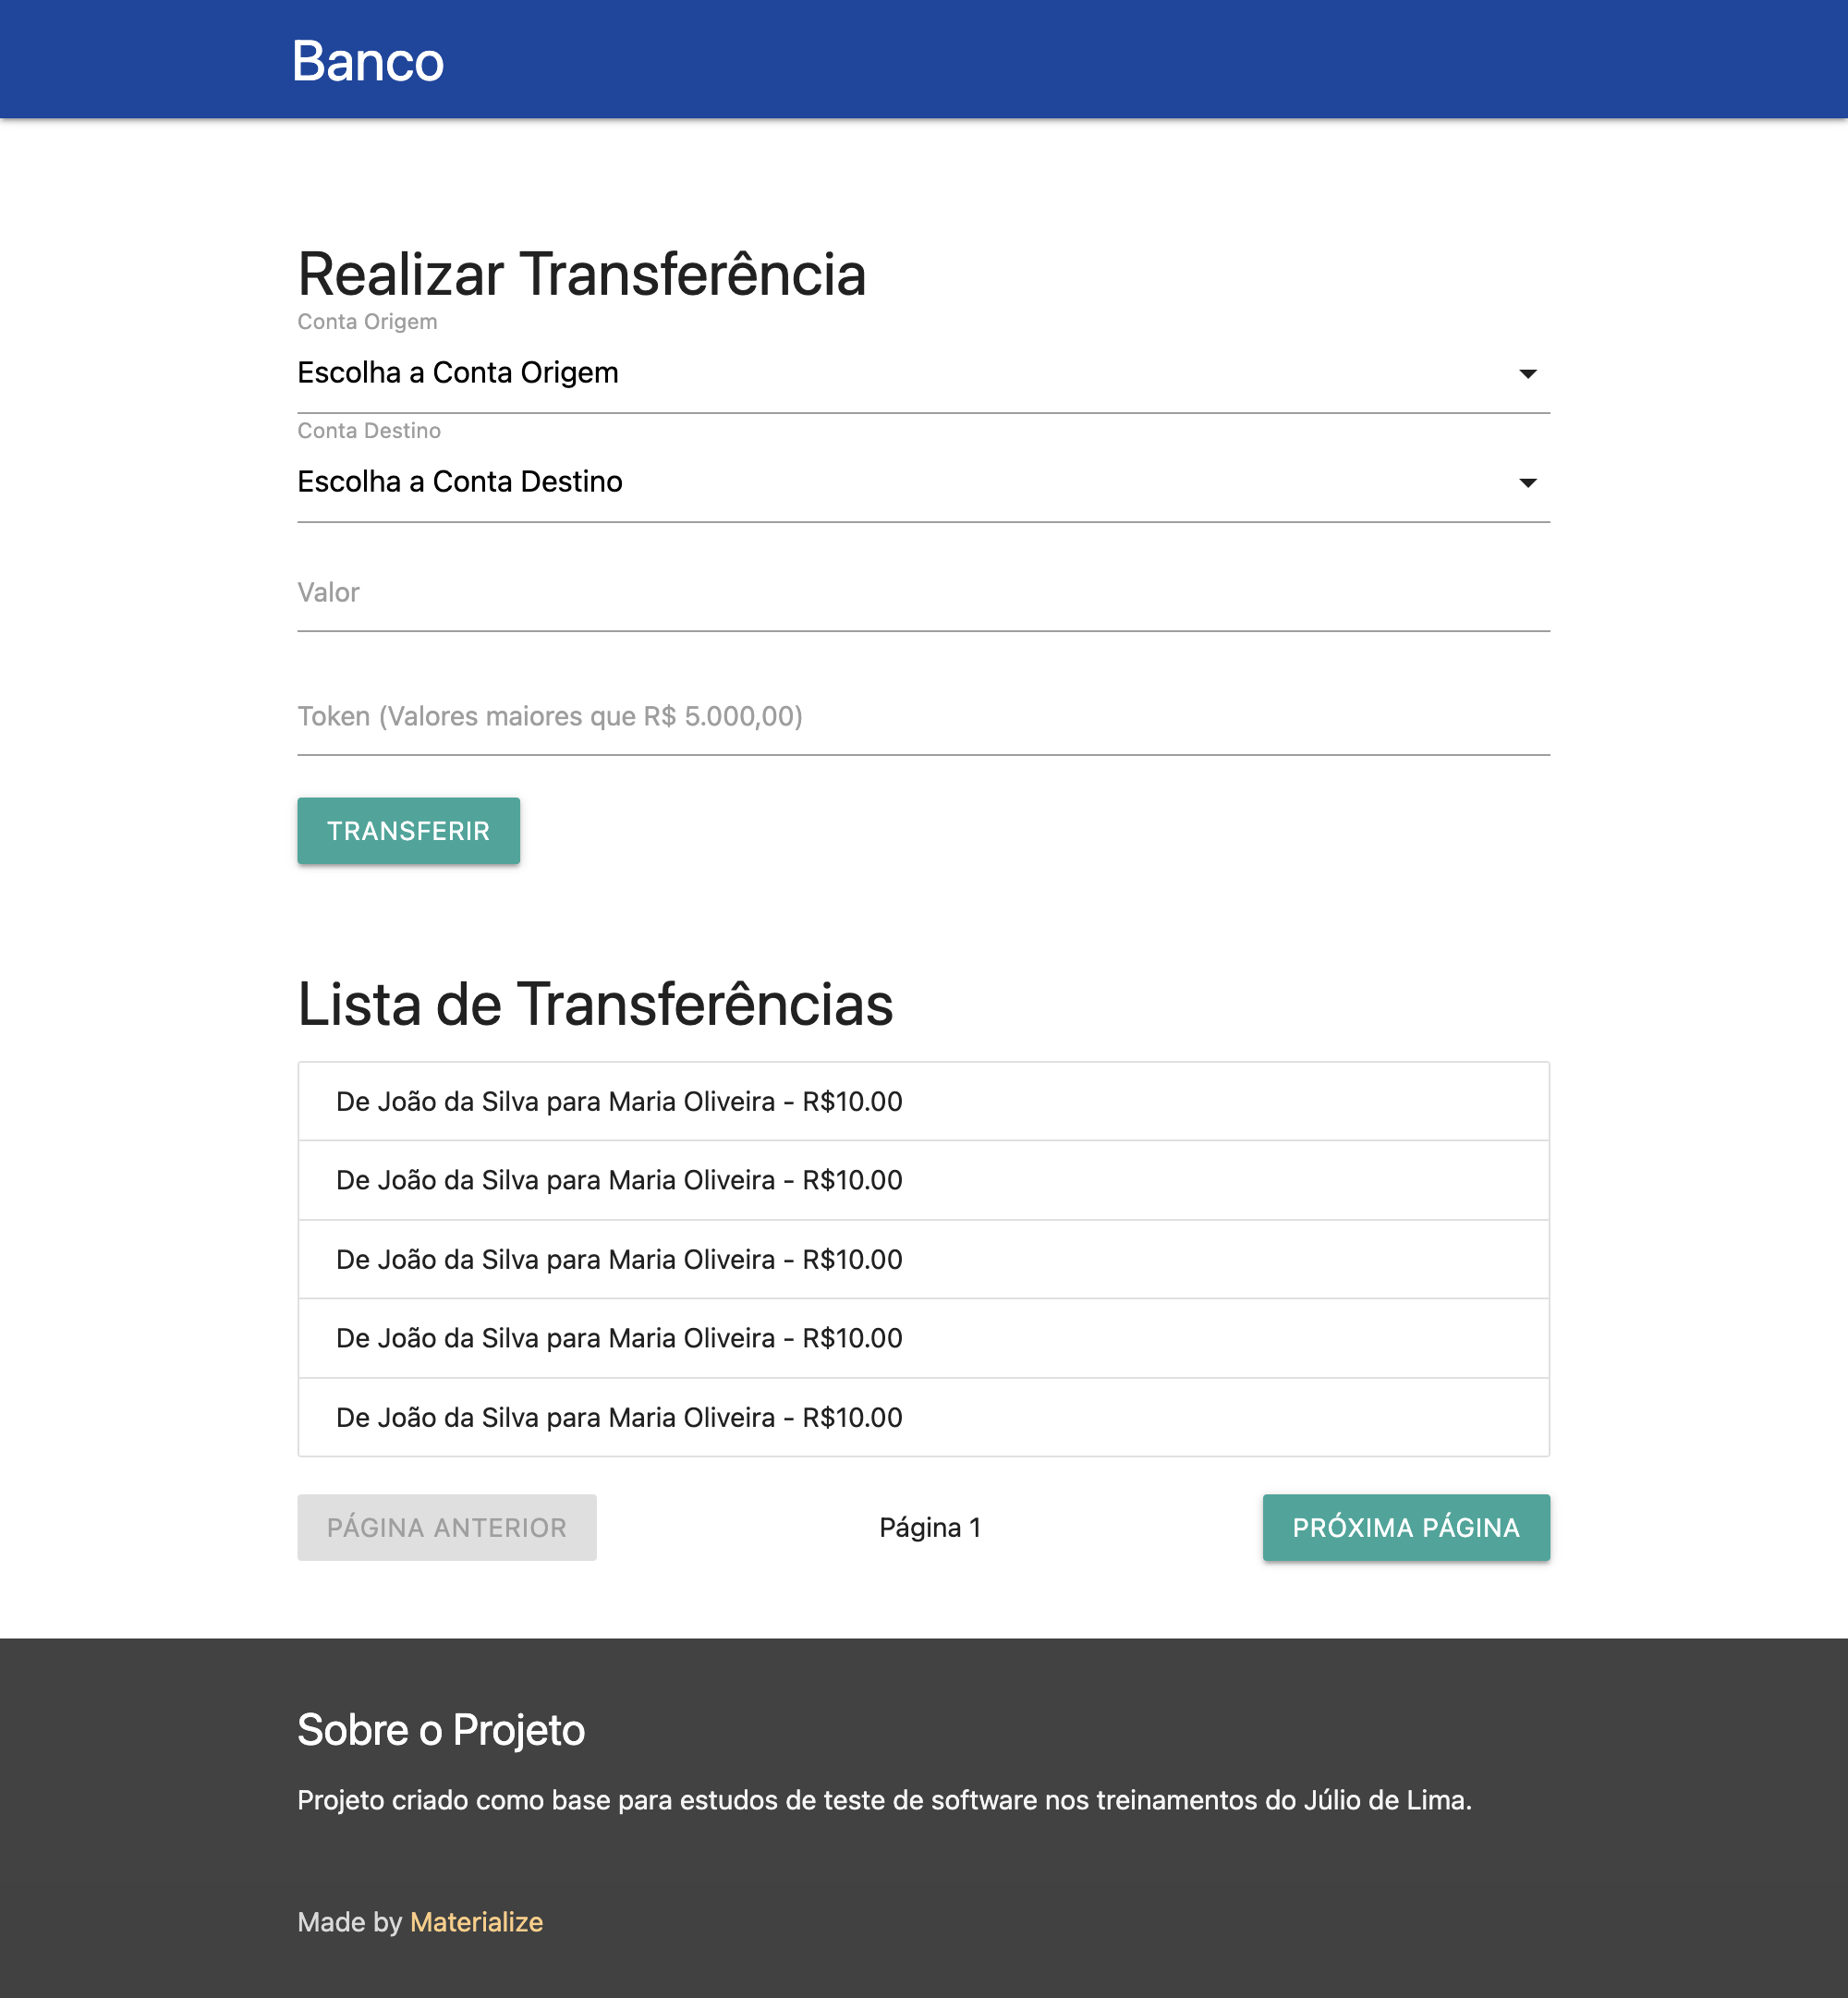 Banco
Realizar Transferência
Conta Origem
Escolha a Conta Origem
Conta Destino
Escolha a Conta Destino
Valor
Token (Valores maiores que R$ 5.000,00)
TRANSFERIR
Lista de Transferências
De João da Silva para Maria Oliveira - R$10.00
De João da Silva para Maria Oliveira - R$10.00
De João da Silva para Maria Oliveira - R$10.00
De João da Silva para Maria Oliveira - R$10.00
De João da Silva para Maria Oliveira - R$10.00
PÁGINA ANTERIOR
Página 1
PRÓXIMA PÁGINA
Sobre o Projeto
Projeto criado como base para estudos de teste de software nos treinamentos do Júlio de Lima.
Made by Materialize